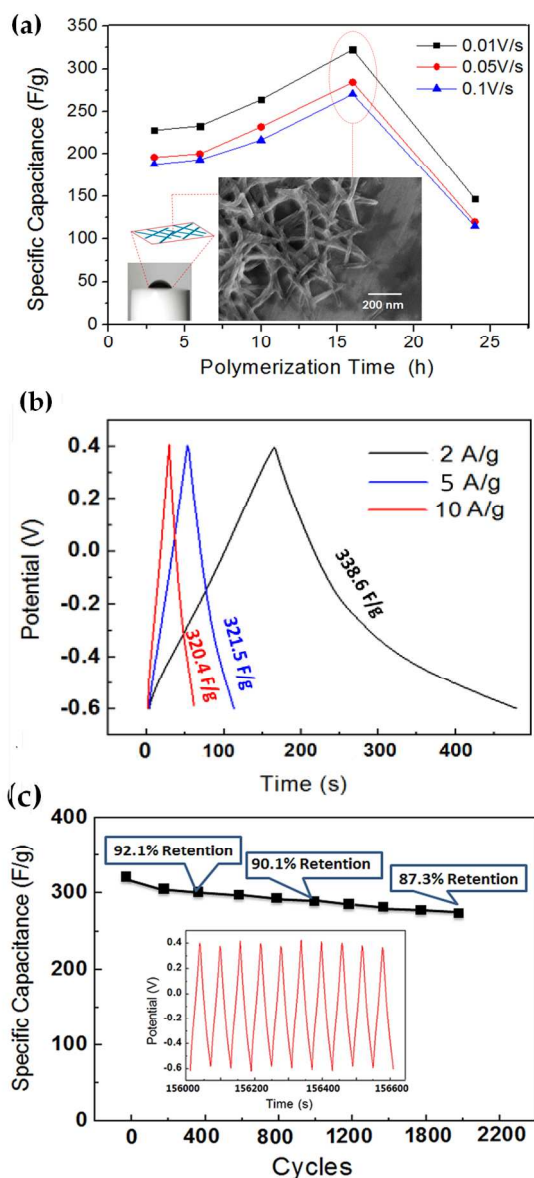 (a)
350
300
250
200
150
100
50
0
Specific Capacitance (F/g)
0.01V/s
0.05V/s
0.1V/s
200 nm
0 5 10 15 20 25
Polymerization Time (h)
(b)
0.4
0.0
-0.4
-0.2
-0.6
Potential (V)
2 A/g
5 A/g
10 A/g
320.4 F/g
321.5 F/g
338.6 F/g
0 100 200 300 400
Time (s)
(c)
400
300
200
100
0
Specific Capacitance (F/g)
92.1% Retention
90.1% Retention
87.3% Retention
0.4
0.2
0.0
-0.2
-0.4
-0.6
Potential (V)
156000 156200 156400 156600
Time (s)
0 400 800 1200 1800 2200
Cycles